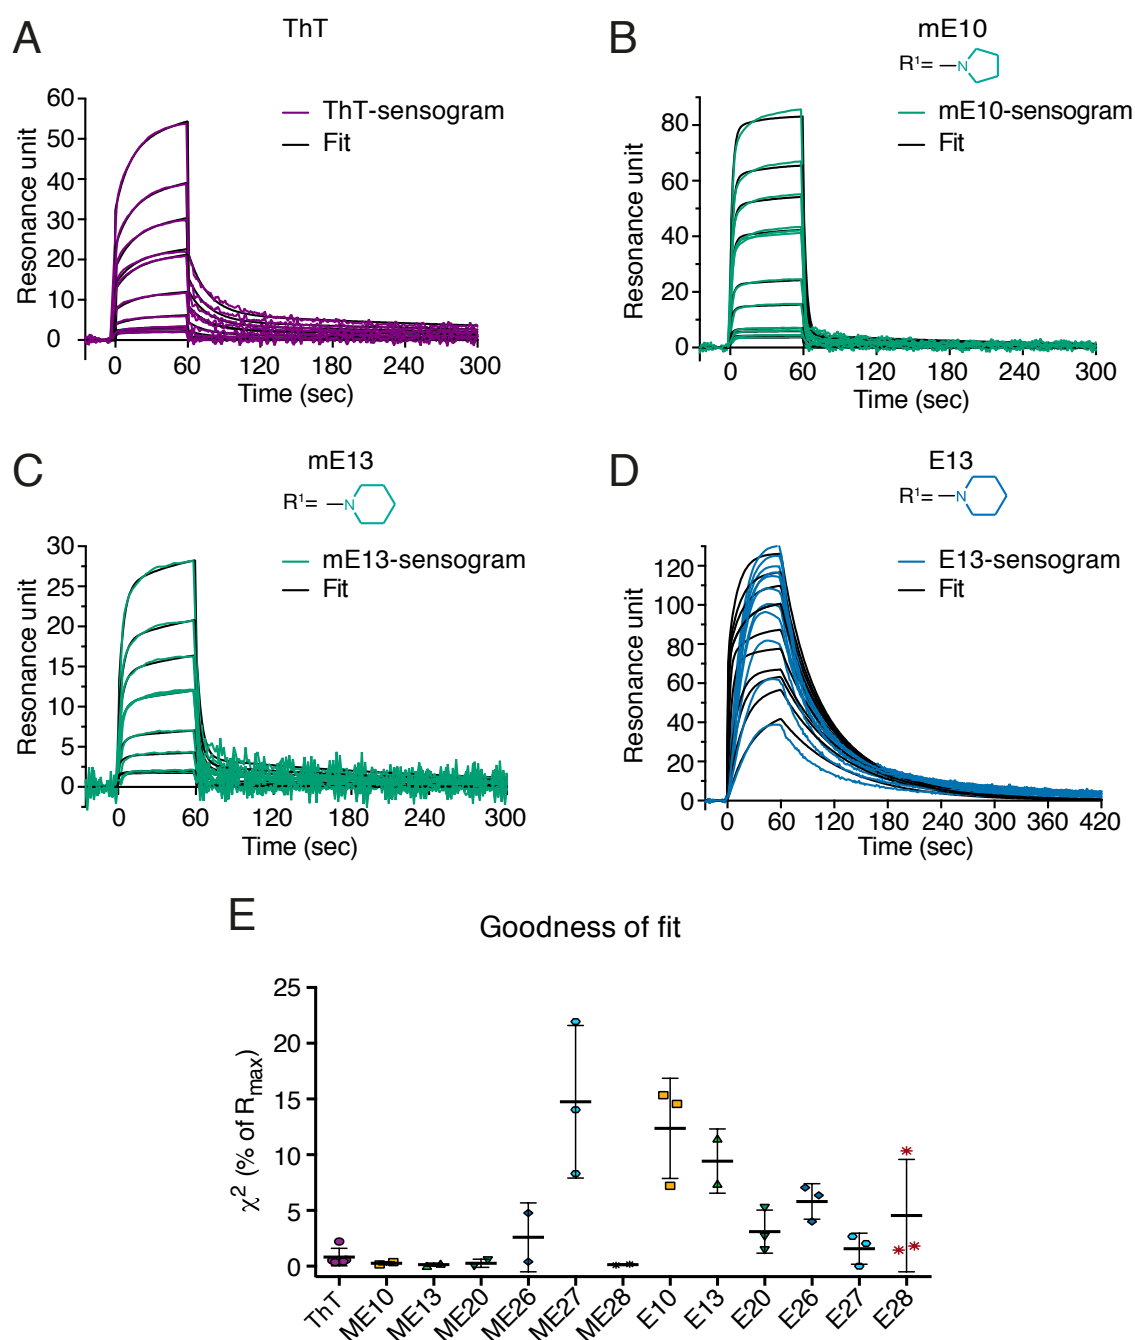 A
ThT
ThT-sensogram
Fit
Resonance unit
60
50
40
30
20
10
0
0 60 120 180 240 300
Time (sec)
B
mE10
R¹= —N
mE10-sensogram
Fit
Resonance unit
80
60
40
20
0
0 60 120 180 240 300
Time (sec)
C
mE13
R¹= —N
mE13-sensogram
Fit
Resonance unit
30
25
20
15
10
5
0
0 60 120 180 240 300
Time (sec)
D
E13
R¹= —N
E13-sensogram
Fit
Resonance unit
120
100
80
60
40
20
0
0 60 120 180 240 300 360 420
Time (sec)
E
Goodness of fit
χ² (% of Rmax)
25
20
15
10
5
0
ThT ME10 ME13 ME20 ME26 ME27 ME28 E10 E13 E20 E26 E27 E28